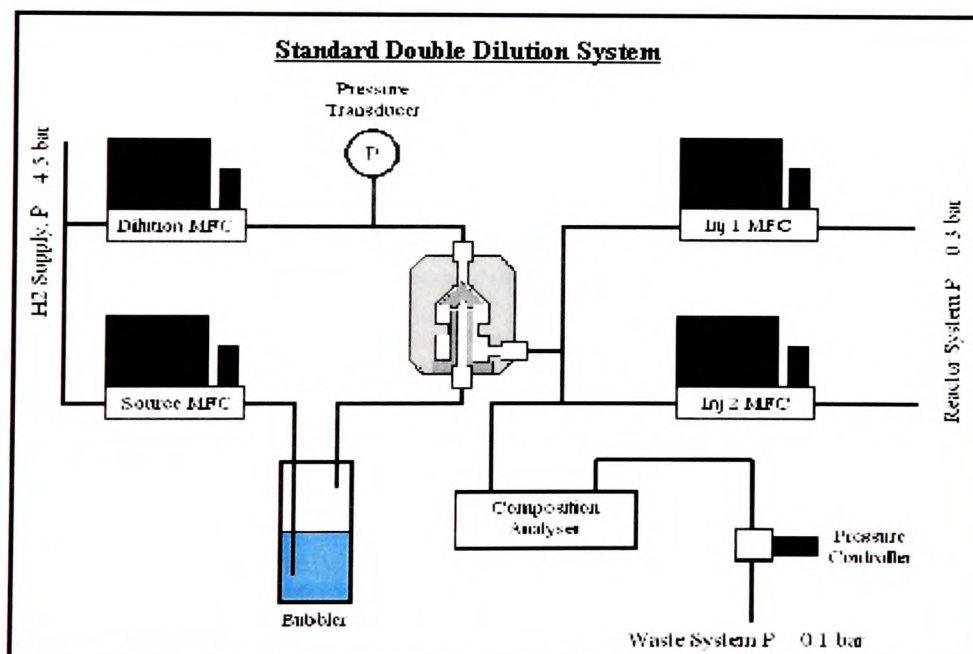 Standard Double Dilution System
Pressure
Transducer
P
H2 Supply, P 4.5 bar
Dilution MFC
Source MFC
Inj 1 MFC
Inj 2 MFC
Reactor System P 0.3 bar
Bubbler
Composition
Analyser
Pressure
Controller
Waste System P 0.1 bar